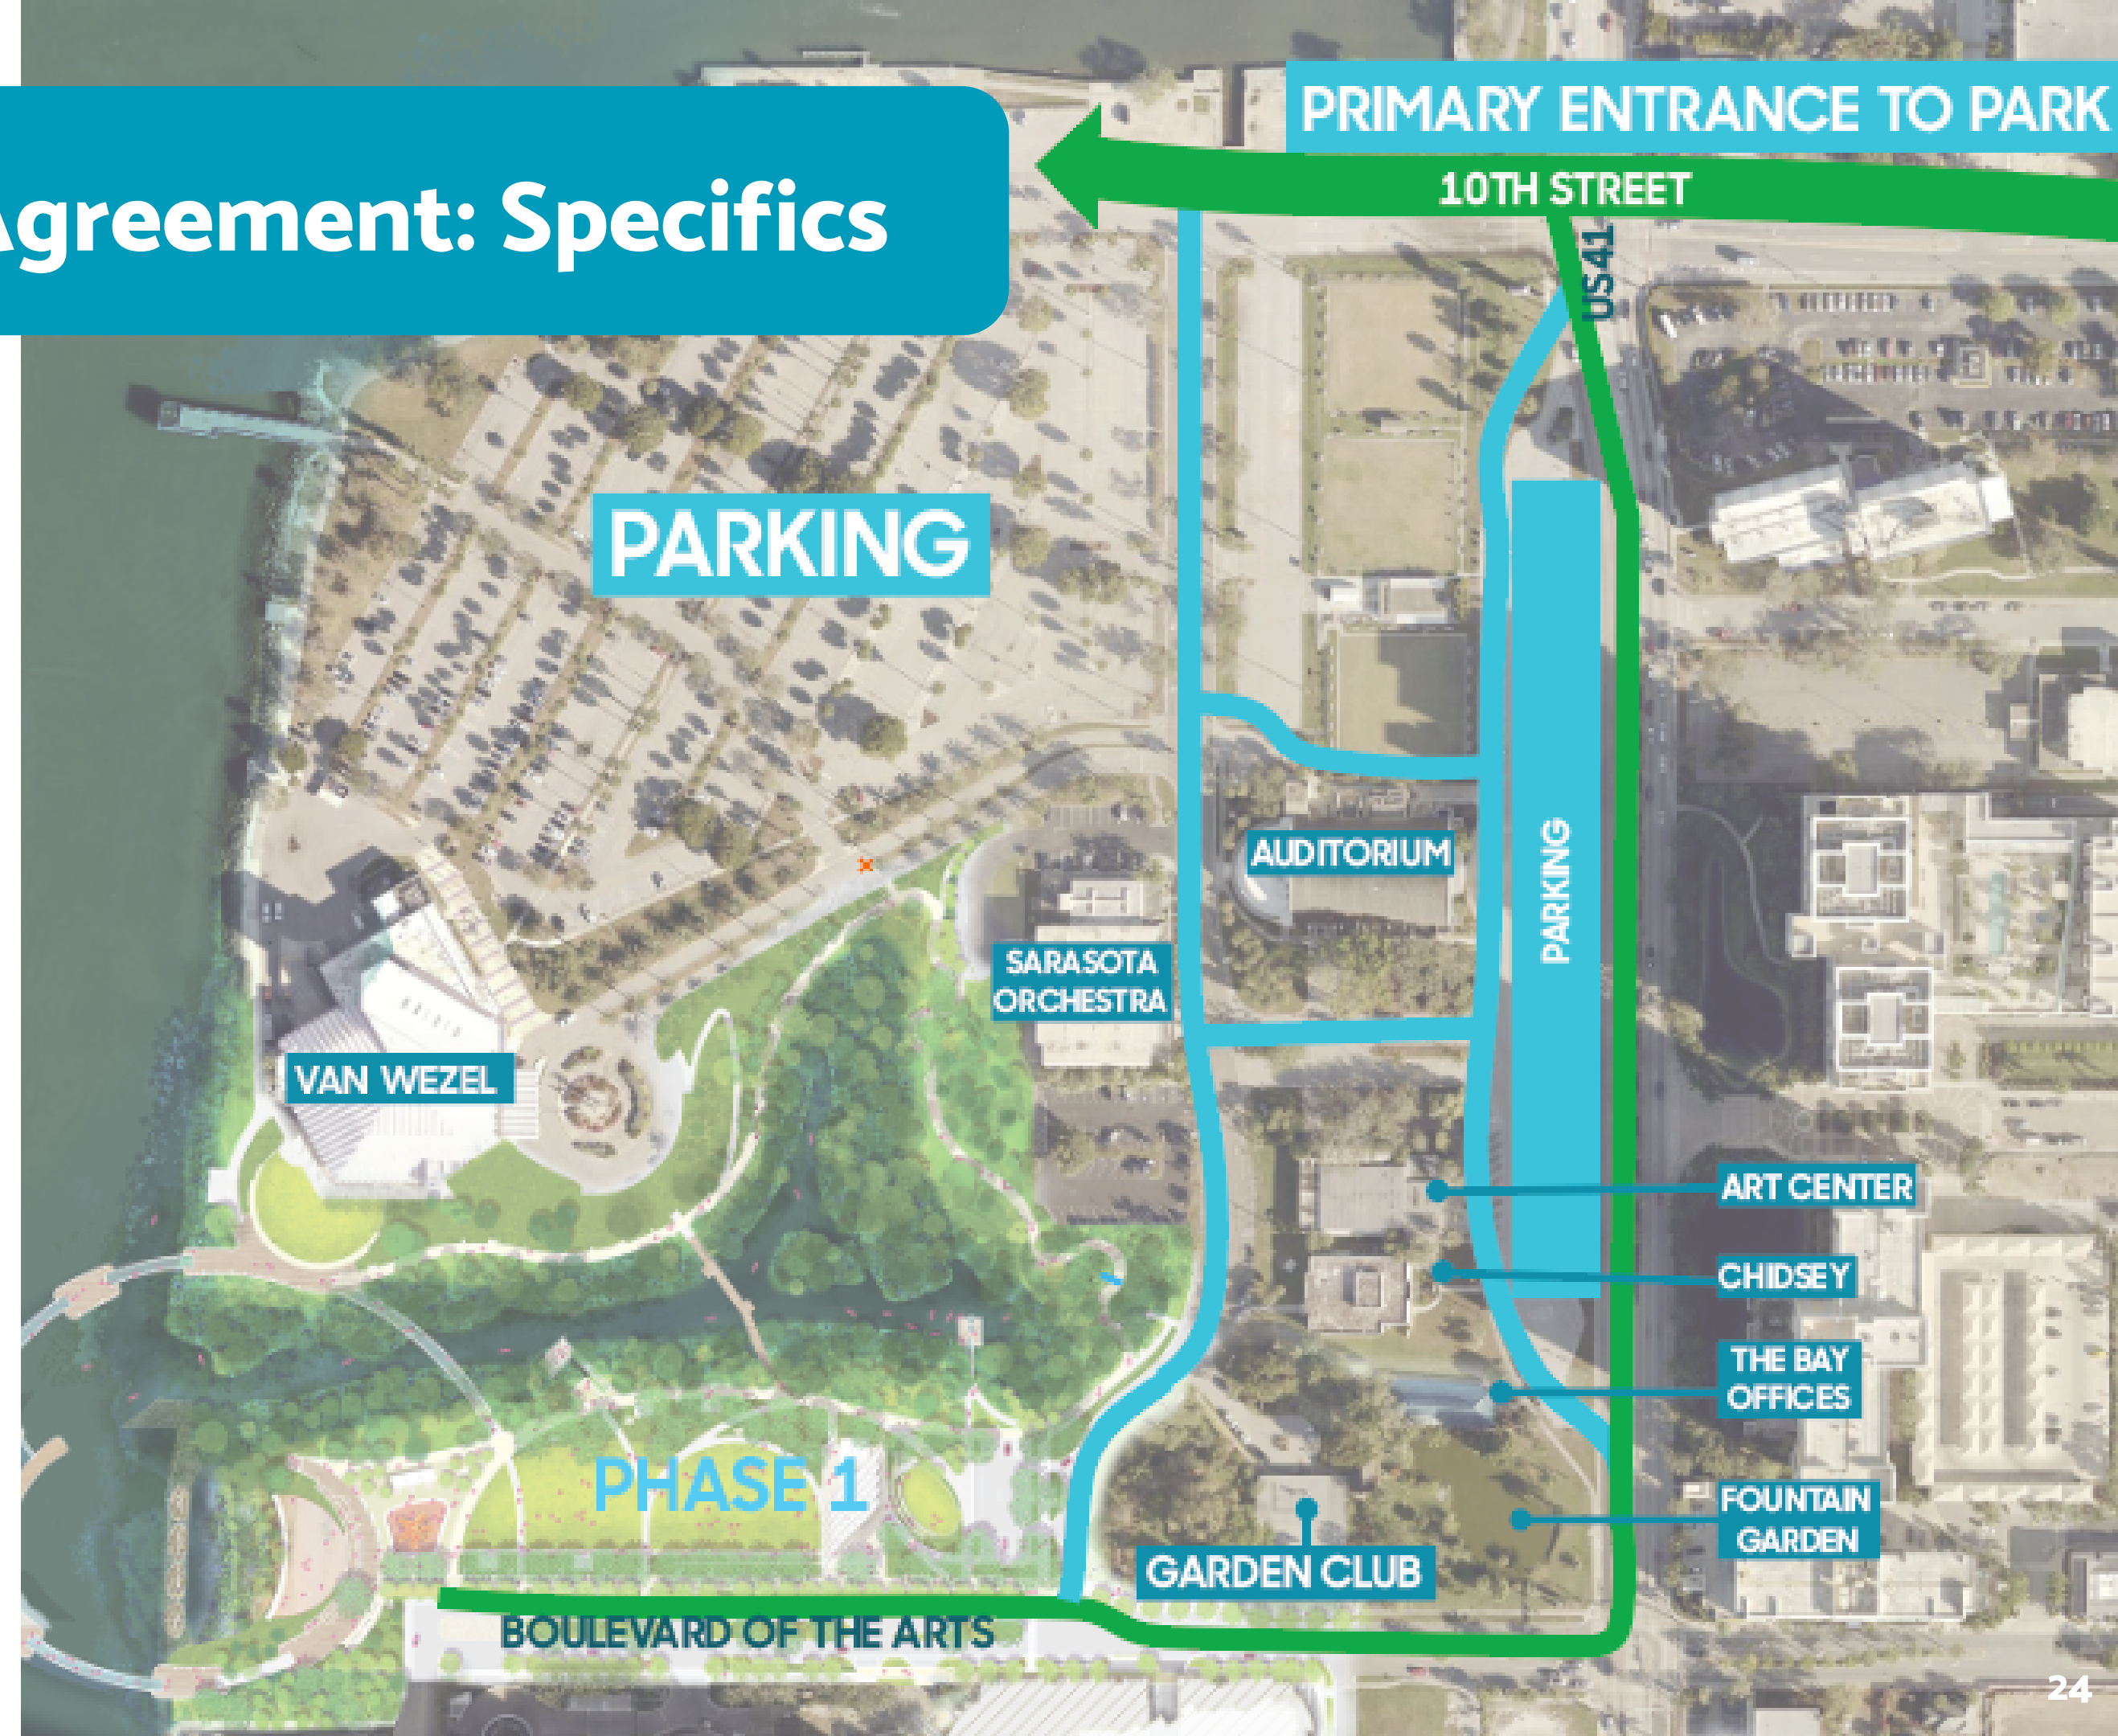 PRIMARY ENTRANCE TO PARK
10TH STREET
Agreement: Specifics
US41
PARKING
PARKING
AUDITORIUM
SARASOTA
ORCHESTRA
VAN WEZEL
ART CENTER
CHIDSEY
THE BAY
OFFICES
PHASE 1
FOUNTAIN
GARDEN
GARDEN CLUB
BOULEVARD OF THE ARTS
24